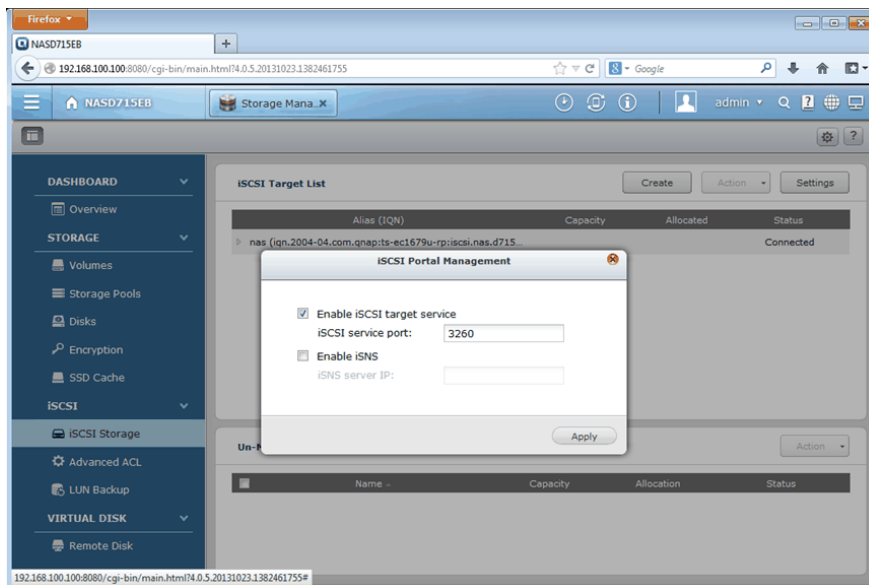 Firefox
NASD715EB
192.168.100.100:8080/cgi-bin/main.html?4.0.5.20131023.1382461755
Google
NASD715EB
Storage Mana..X
admin
DASHBOARD
Overview
STORAGE
Volumes
Storage Pools
Disks
Encryption
SSD Cache
iSCSI
iSCSI Storage
Advanced ACL
LUN Backup
VIRTUAL DISK
Remote Disk
iSCSI Target List
Create
Action
Settings
Alias (IQN) Capacity Allocated Status
nas (iqn.2004-04.com.qnap:ts-ec1679u-rp:iscsi.nas.d715... Connected
iSCSI Portal Management
Enable iSCSI target service
iSCSI service port: 3260
Enable iSNS
iSNS server IP:
Apply
Action
Name Capacity Allocation Status
192.168.100.100:8080/cgi-bin/main.html?4.0.5.20131023.1382461755#